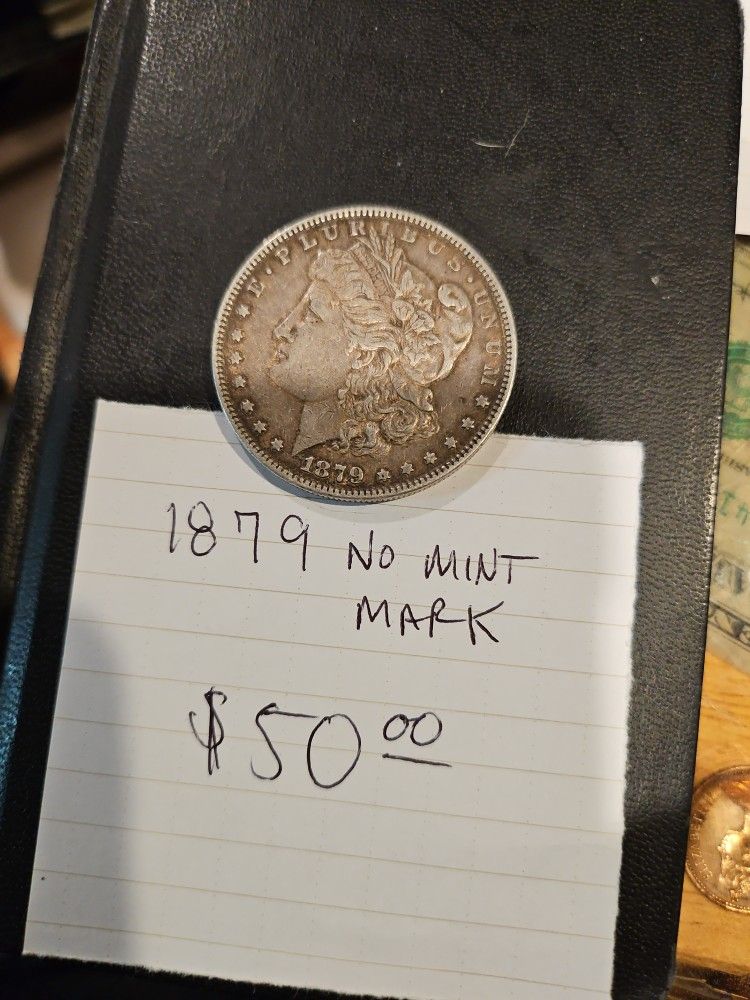 E·PLURIBUS·UNUM
1879
1879 NO MINT
MARK
$50.00